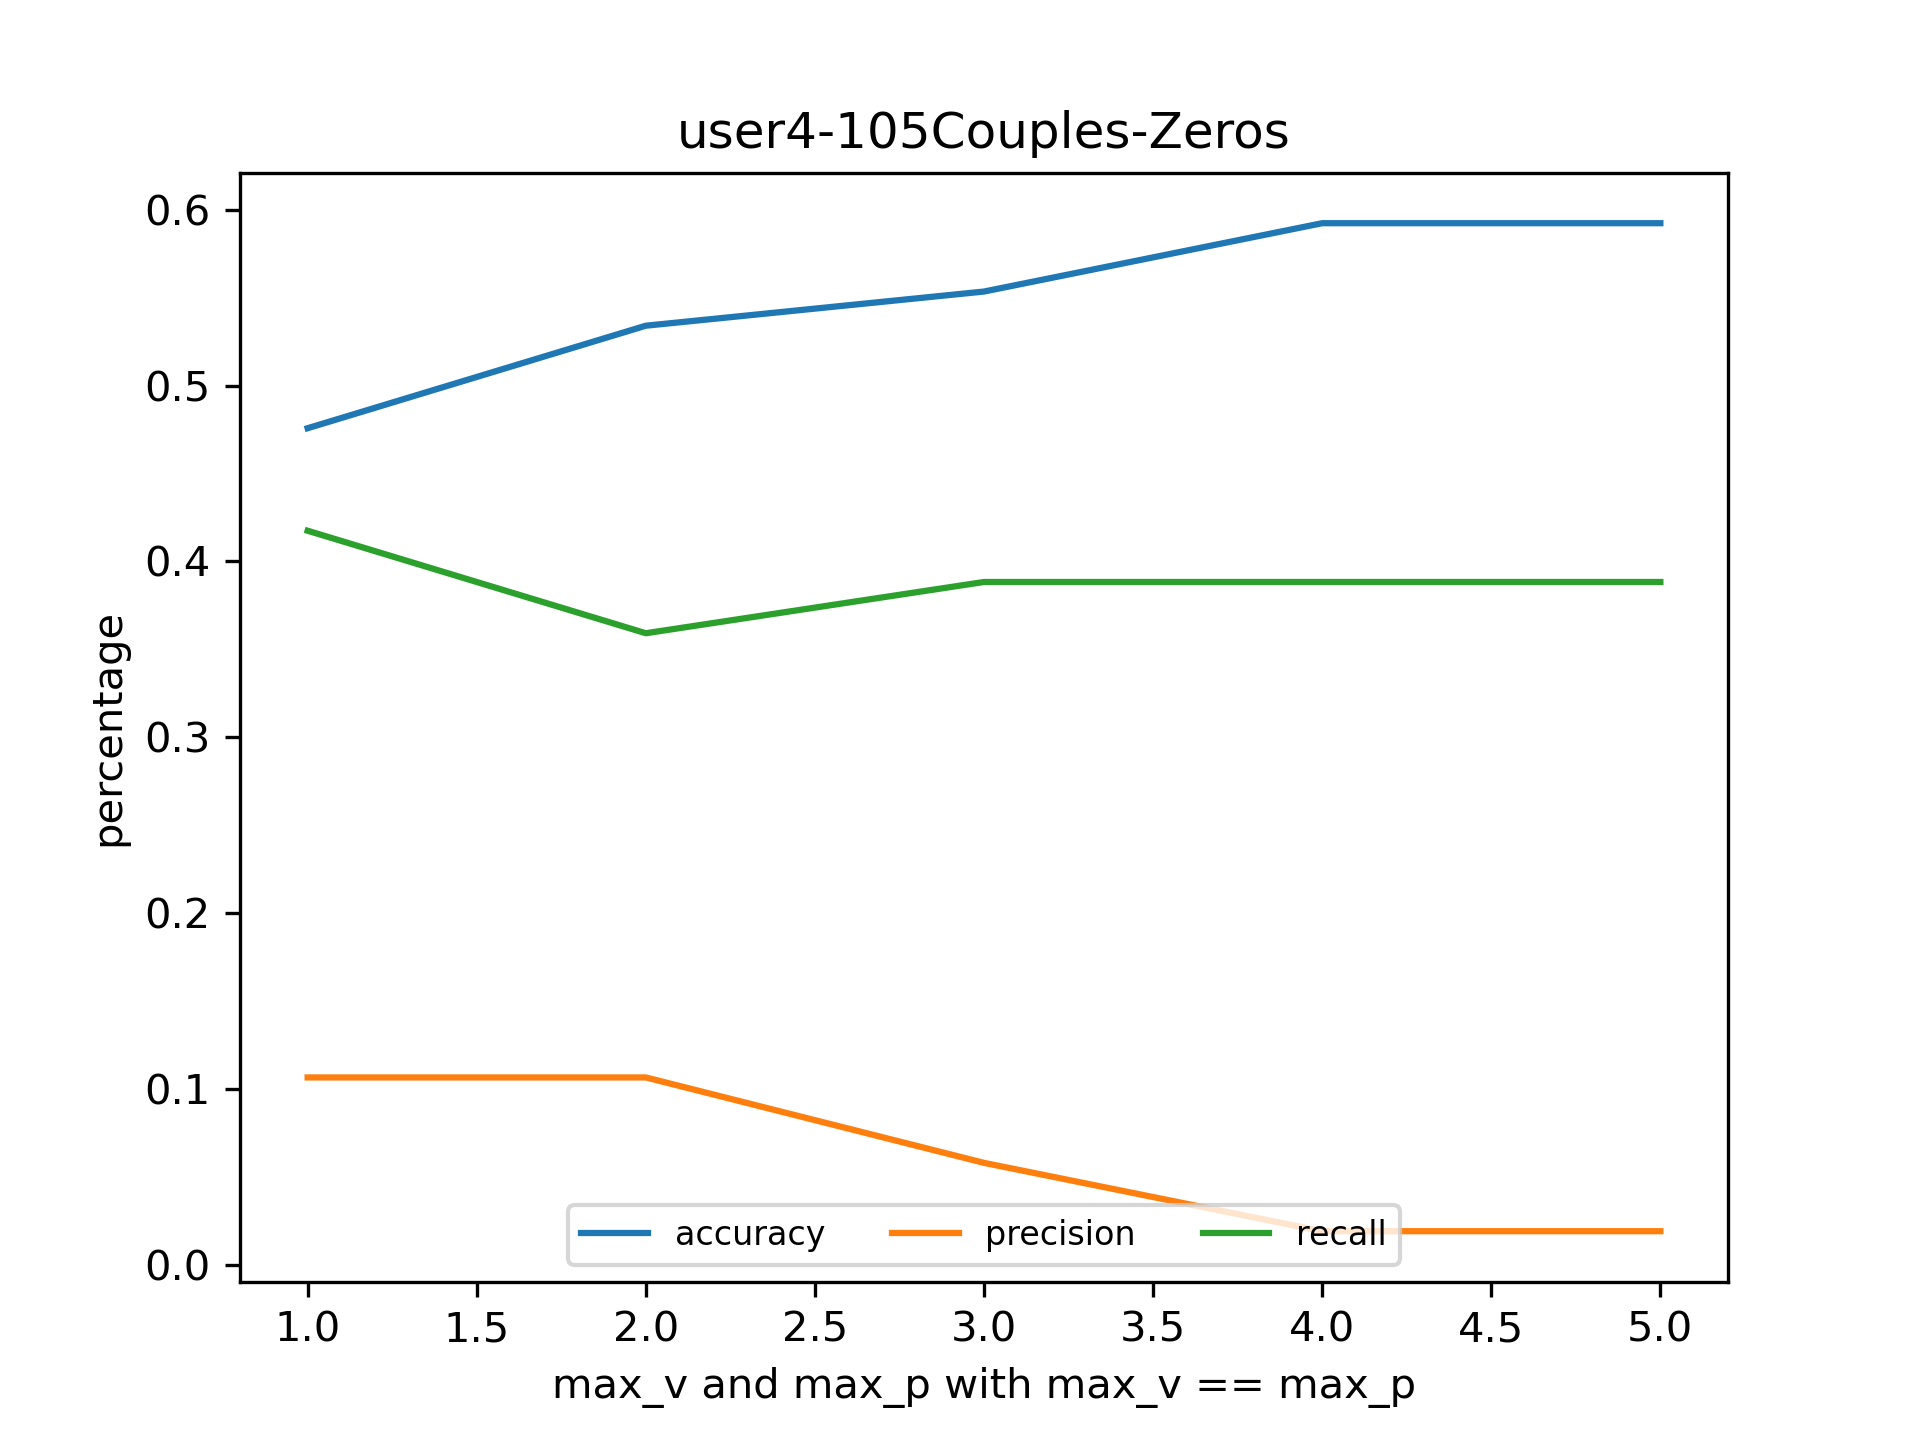 user4-105Couples-Zeros
0.6
0.5
0.4
0.3
0.2
0.1
0.0
percentage
accuracy precision recall
1.0 1.5 2.0 2.5 3.0 3.5 4.0 4.5 5.0
max_v and max_p with max_v == max_p